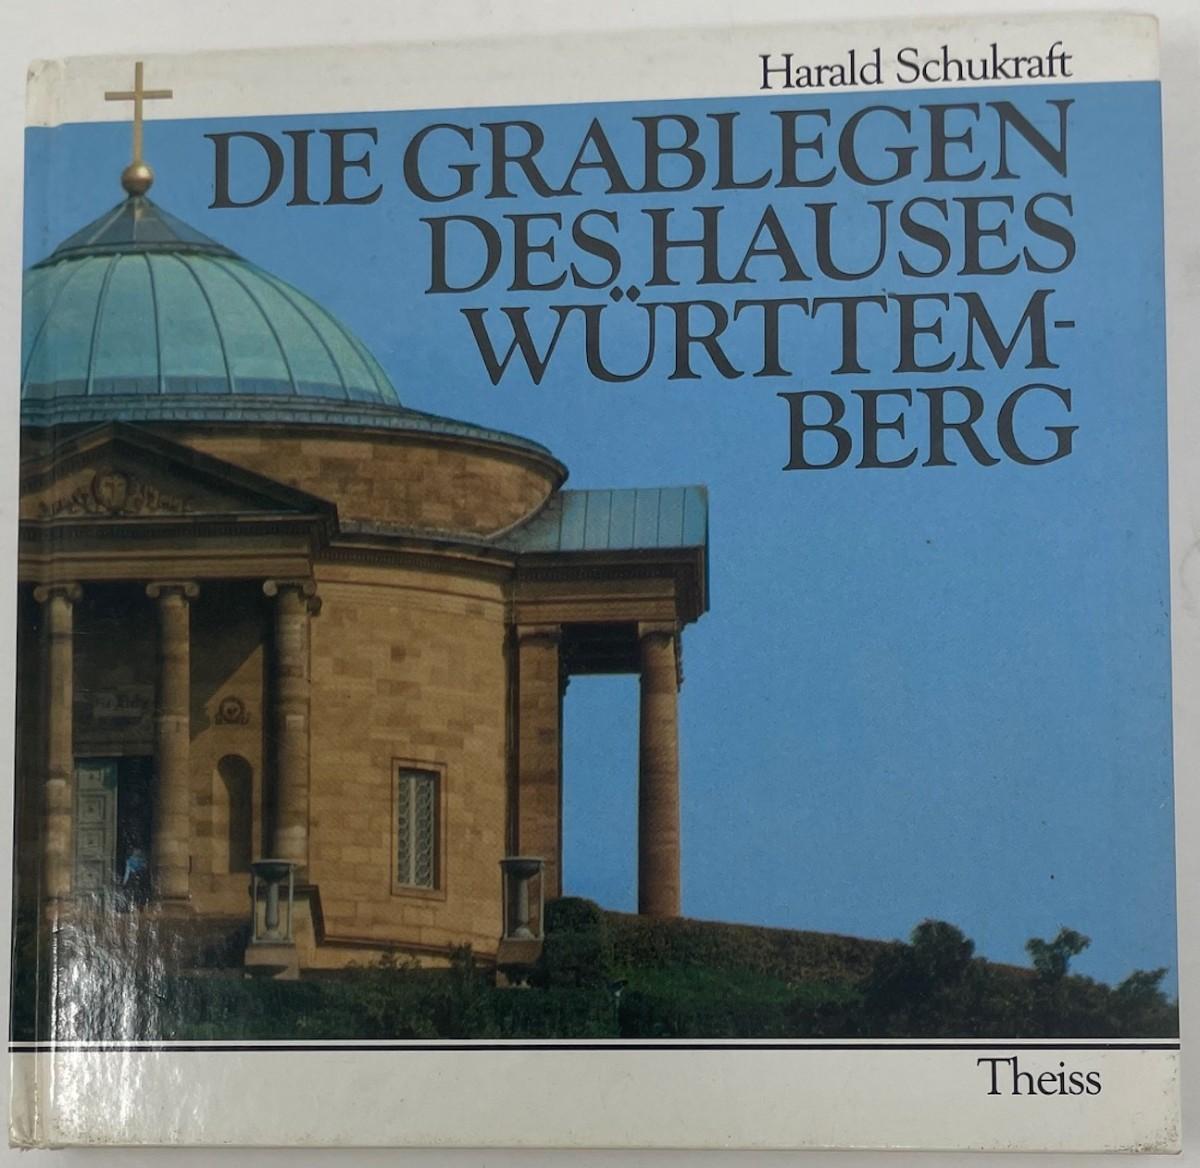 Harald Schukraft
DIE GRABLEGEN
DES HAUSES
WÜRTTEM-
BERG
Theiss